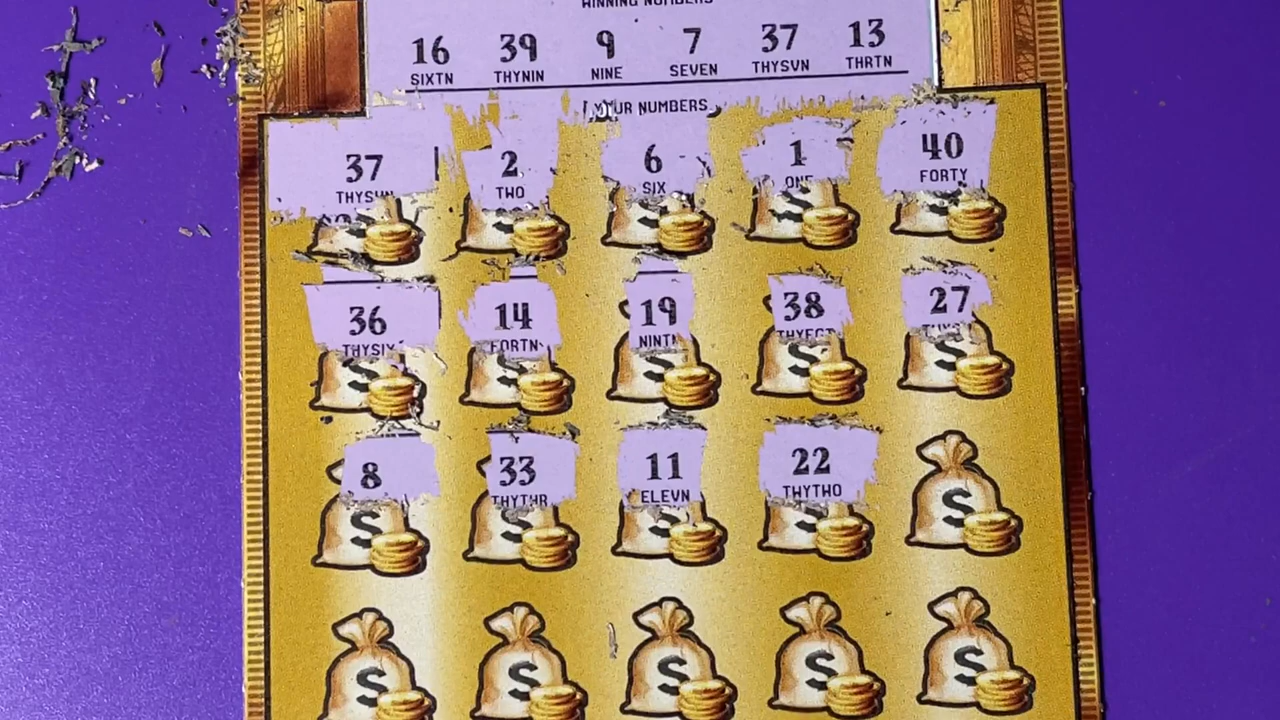 WINNING NUMBERS
16 39 9 7 37 13
SIXTN THYNIN NINE SEVEN THYSVN THRTN
YOUR NUMBERS
37 2 6 1 40
THYSVN TWO SIX ONE FORTY
36 14 19 38 27
THYSIX FORTN NINTN THYEGT
8 33 11 22
THYTHR ELEVN TWYTWO
$ $ $ $ $
$ $ $ $ $
$ $ $ $ $